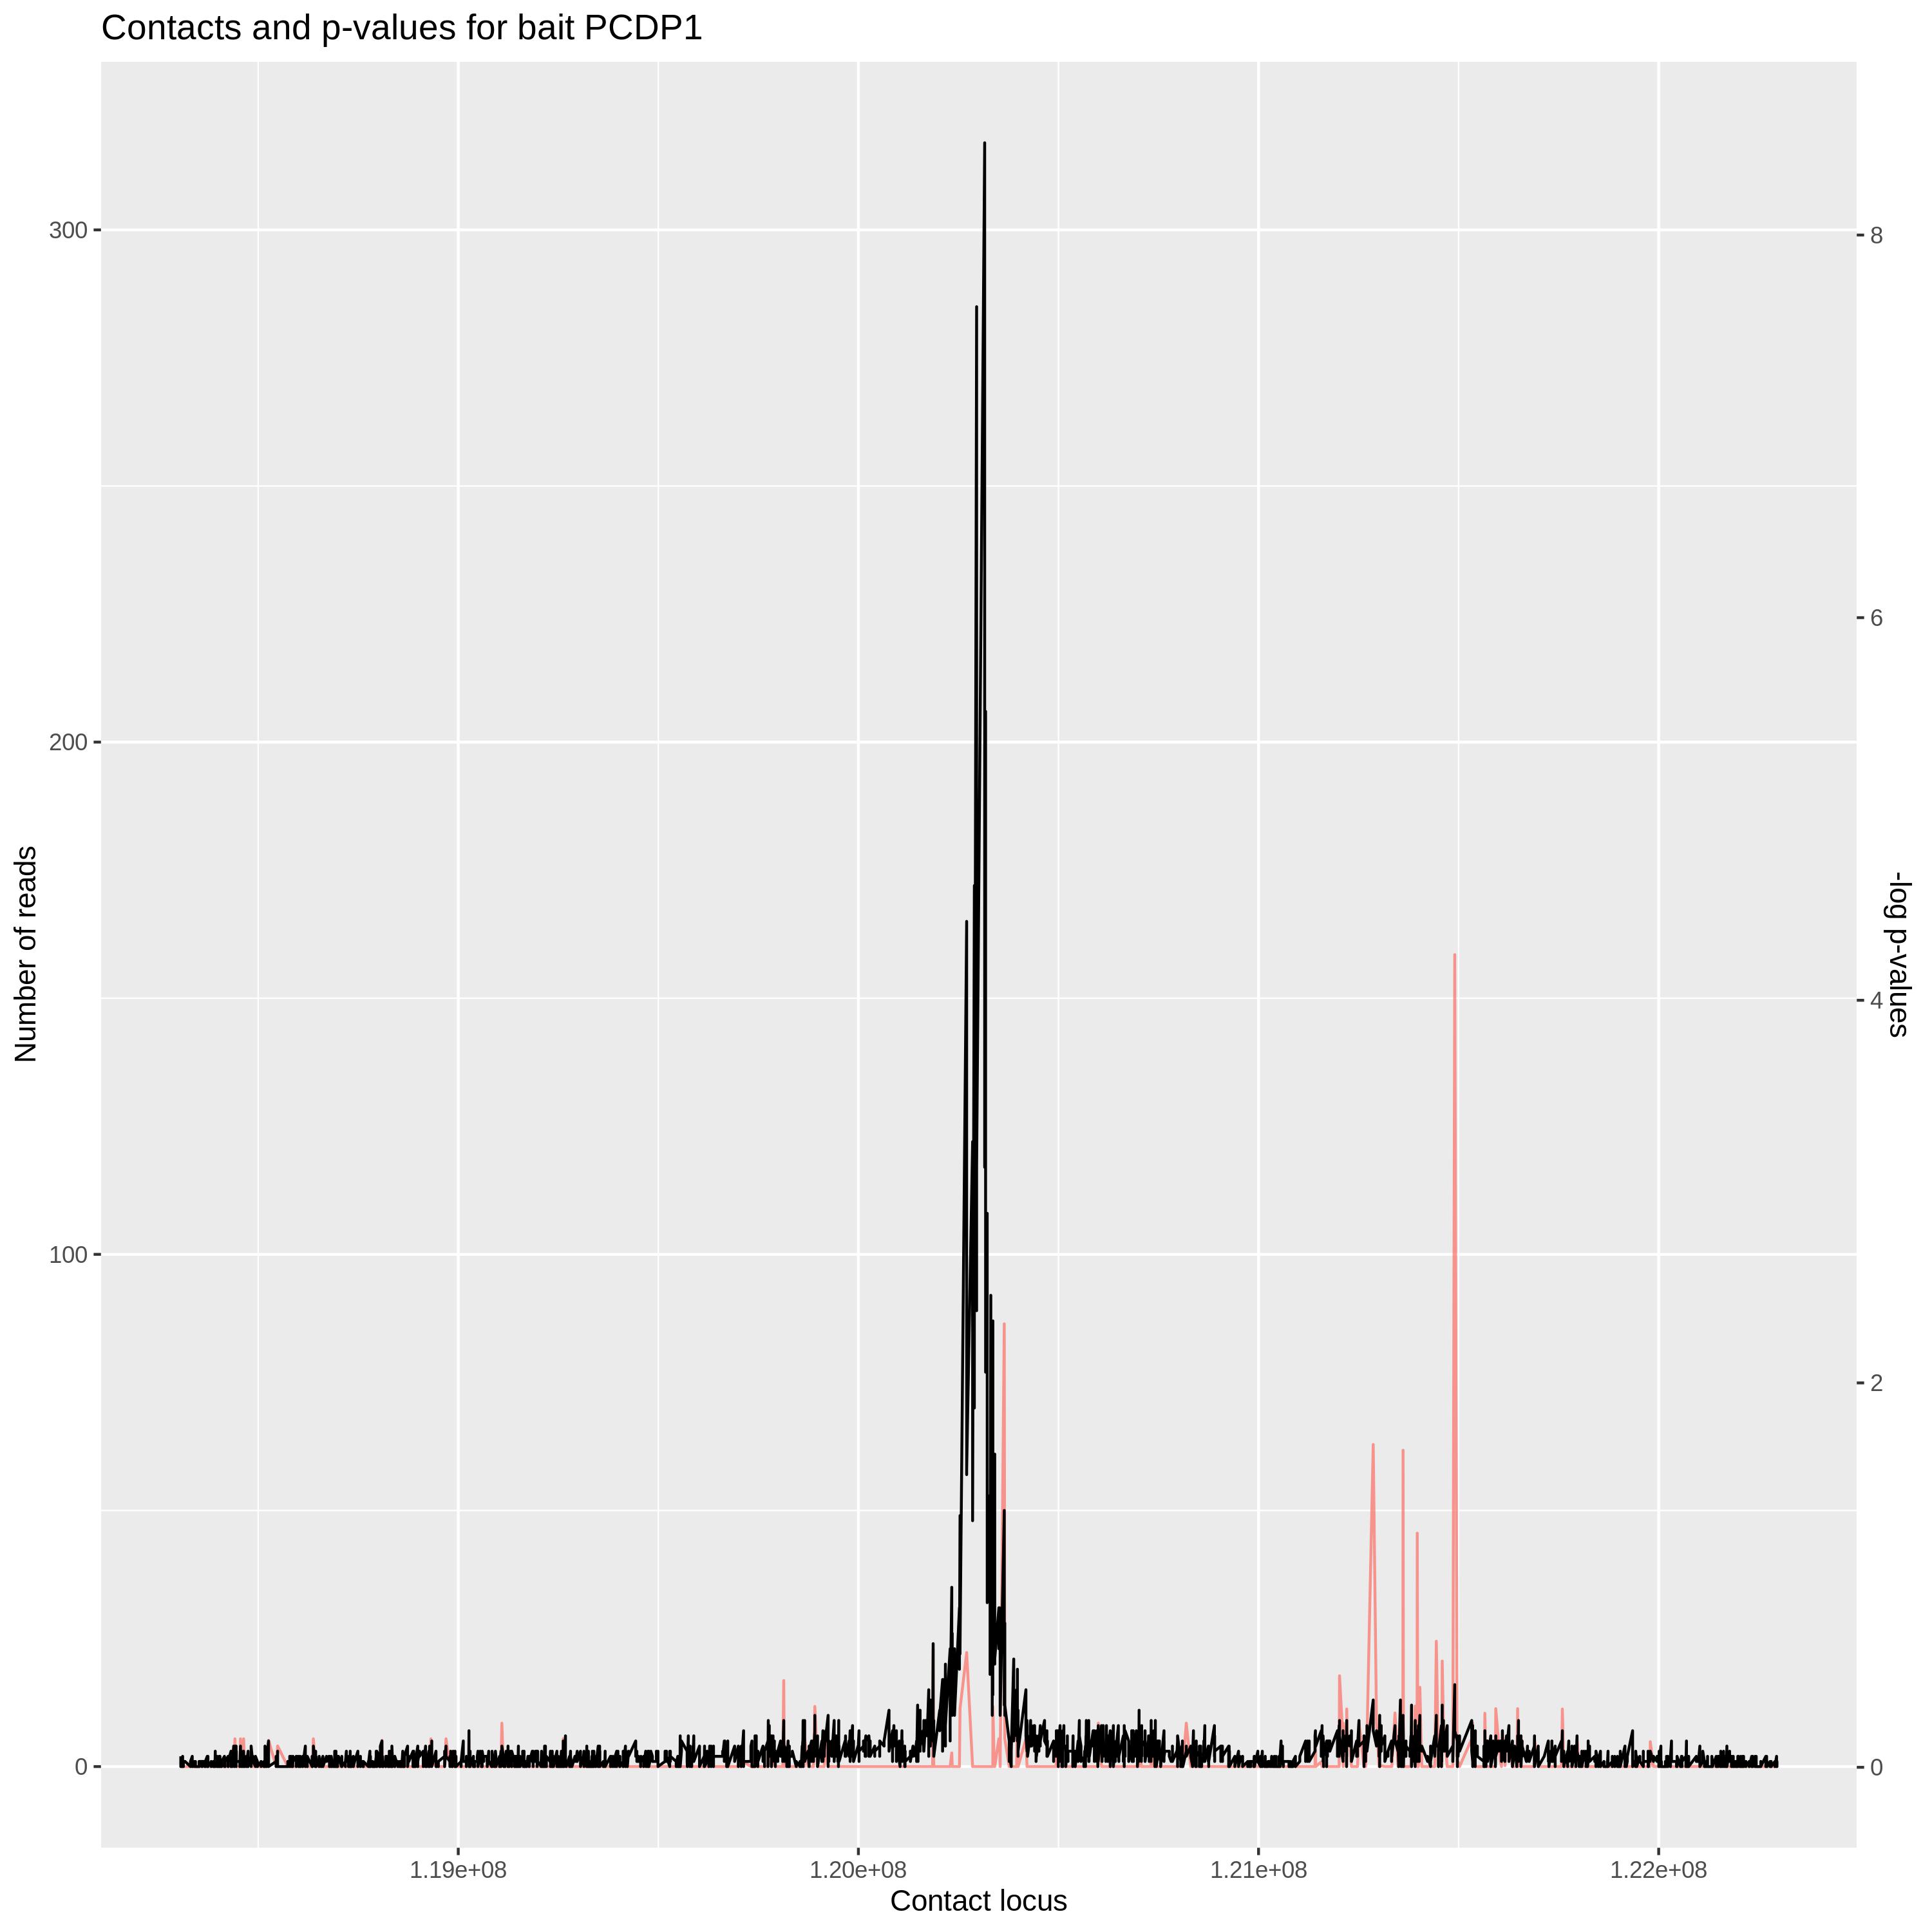 Contacts and p-values for bait PCDP1
300
200
100
0
Number of reads
8
6
4
2
0
-log p-values
1.19e+08
1.20e+08
1.21e+08
1.22e+08
Contact locus